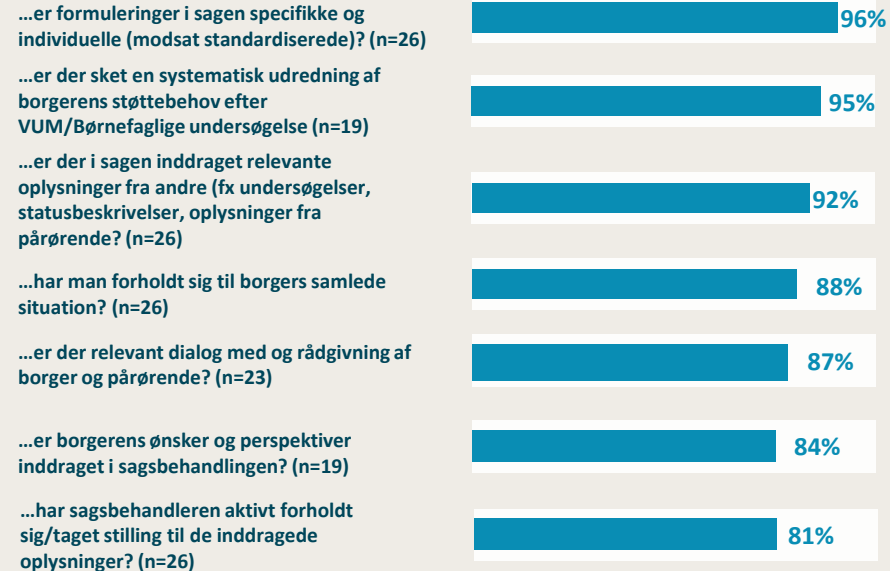 ...er formuleringer i sagen specifikke og
individuelle (modsat standardiserede)? (n=26)
96%
...er der sket en systematisk udredning af
borgerens støttebehov efter
VUM/Børnefaglige undersøgelse (n=19)
95%
...er der i sagen inddraget relevante
oplysninger fra andre (fx undersøgelser,
statusbeskrivelser, oplysninger fra
pårørende? (n=26)
92%
...har man forholdt sig til borgers samlede
situation? (n=26)
88%
...er der relevant dialog med og rådgivning af
borger og pårørende? (n=23)
87%
...er borgerens ønsker og perspektiver
inddraget i sagsbehandlingen? (n=19)
84%
...har sagsbehandleren aktivt forholdt
sig/taget stilling til de inddragede
oplysninger? (n=26)
81%